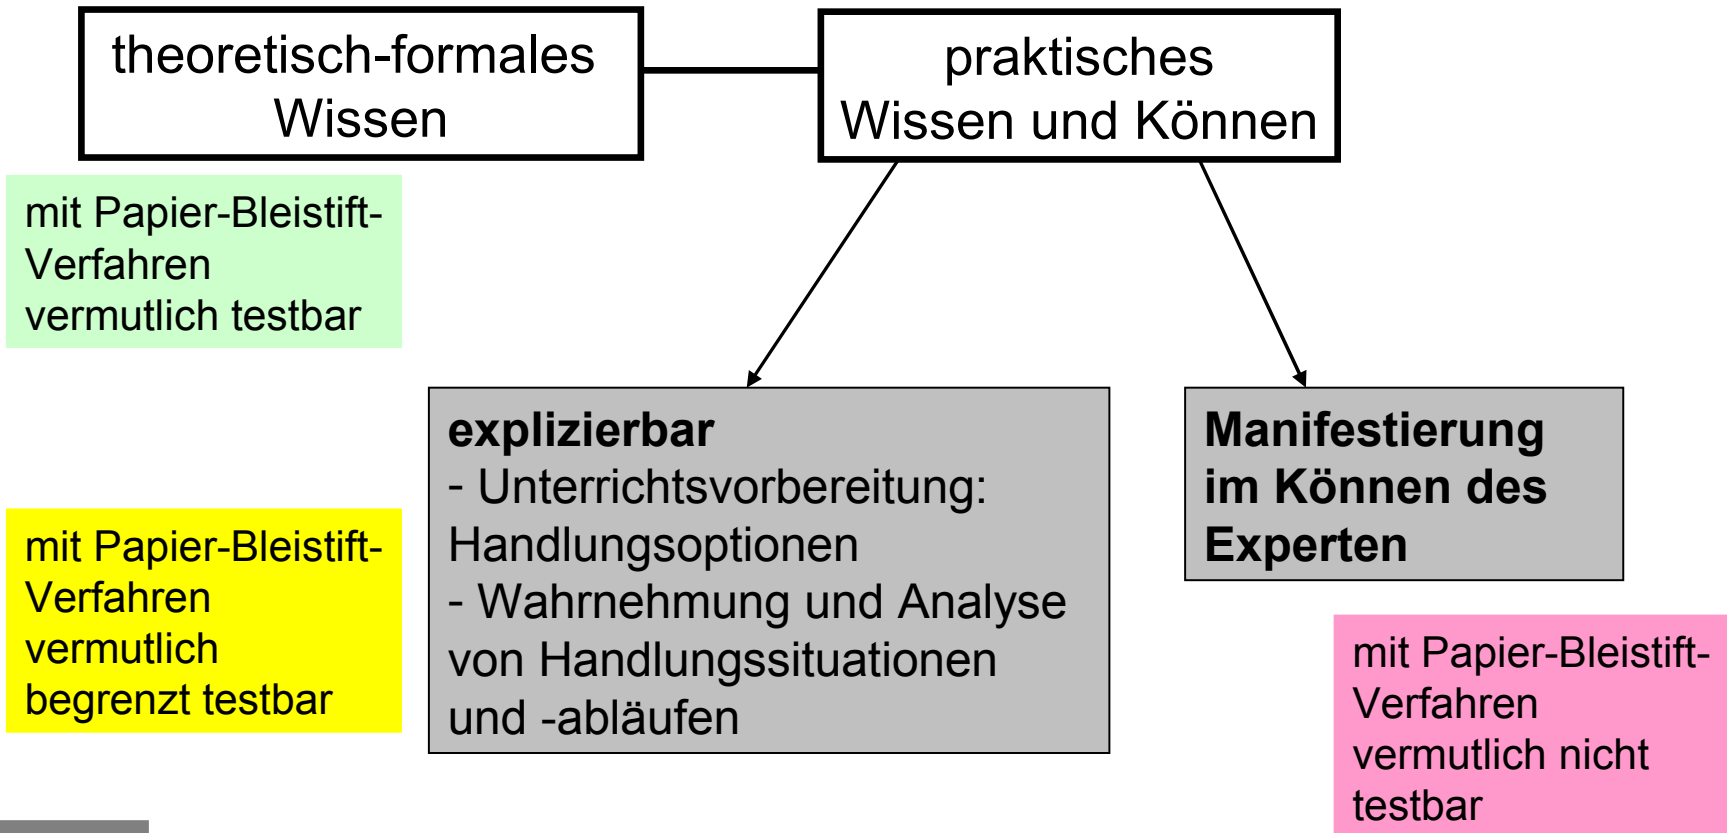 theoretisch-formales
Wissen
praktisches
Wissen und Können
mit Papier-Bleistift-
Verfahren
vermutlich testbar
explizierbar
- Unterrichtsvorbereitung:
Handlungsoptionen
- Wahrnehmung und Analyse
von Handlungssituationen
und -abläufen
Manifestierung
im Können des
Experten
mit Papier-Bleistift-
Verfahren
vermutlich
begrenzt testbar
mit Papier-Bleistift-
Verfahren
vermutlich nicht
testbar